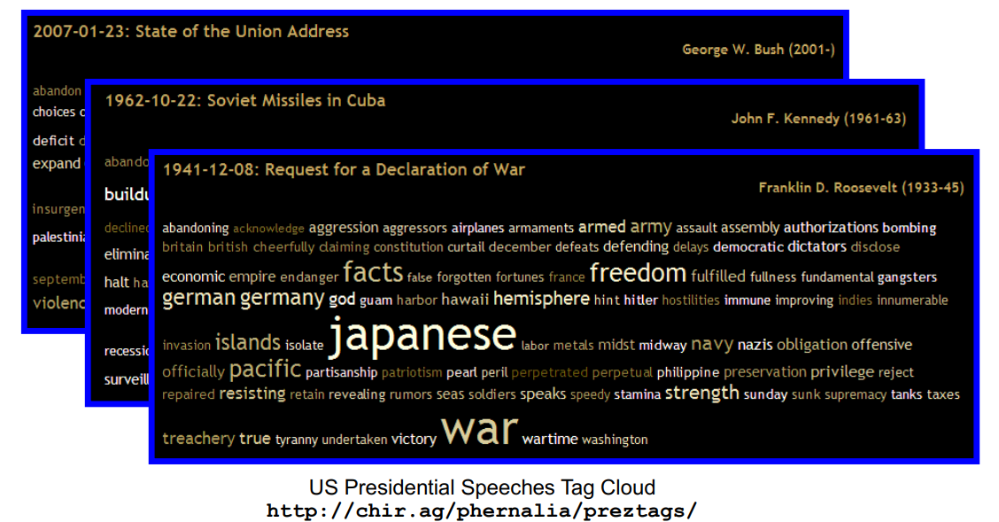 2007-01-23: State of the Union Address
George W. Bush (2001-)
abandon
choices
deficit
expand
insurgen
palestini
septemb
violenc
1962-10-22: Soviet Missiles in Cuba
John F. Kennedy (1961-63)
abando
buildu
declined
elimina
halt ha
modern
recessio
surveill
1941-12-08: Request for a Declaration of War
Franklin D. Roosevelt (1933-45)
abandoning acknowledge aggression aggressors airplanes armaments armed army assault assembly authorizations bombing
britain british cheerfully claiming constitution curtail december defeats defending delays democratic dictators disclose
economic empire endanger facts false forgotten fortunes france freedom fulfilled fullness fundamental gangsters
german germany god guam harbor hawaii hemisphere hint hitler hostilities immune improving indies innumerable
invasion islands isolate japanese labor metals midst midway navy nazis obligation offensive
officially pacific partisanship patriotism pearl peril perpetrated perpetual philippine preservation privilege reject
repaired resisting retain revealing rumors seas soldiers speaks speedy stamina strength sunday sunk supremacy tanks taxes
treachery true tyranny undertaken victory war wartime washington
US Presidential Speeches Tag Cloud
http://chir.ag/phernalia/preztags/